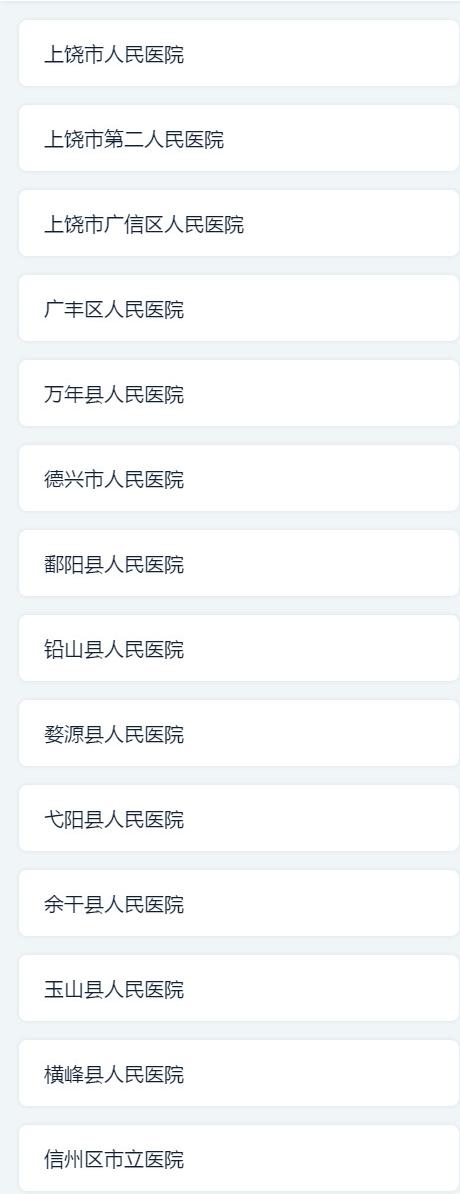 上饶市人民医院
上饶市第二人民医院
上饶市广信区人民医院
广丰区人民医院
万年县人民医院
德兴市人民医院
鄱阳县人民医院
铅山县人民医院
婺源县人民医院
弋阳县人民医院
余干县人民医院
玉山县人民医院
横峰县人民医院
信州区市立医院